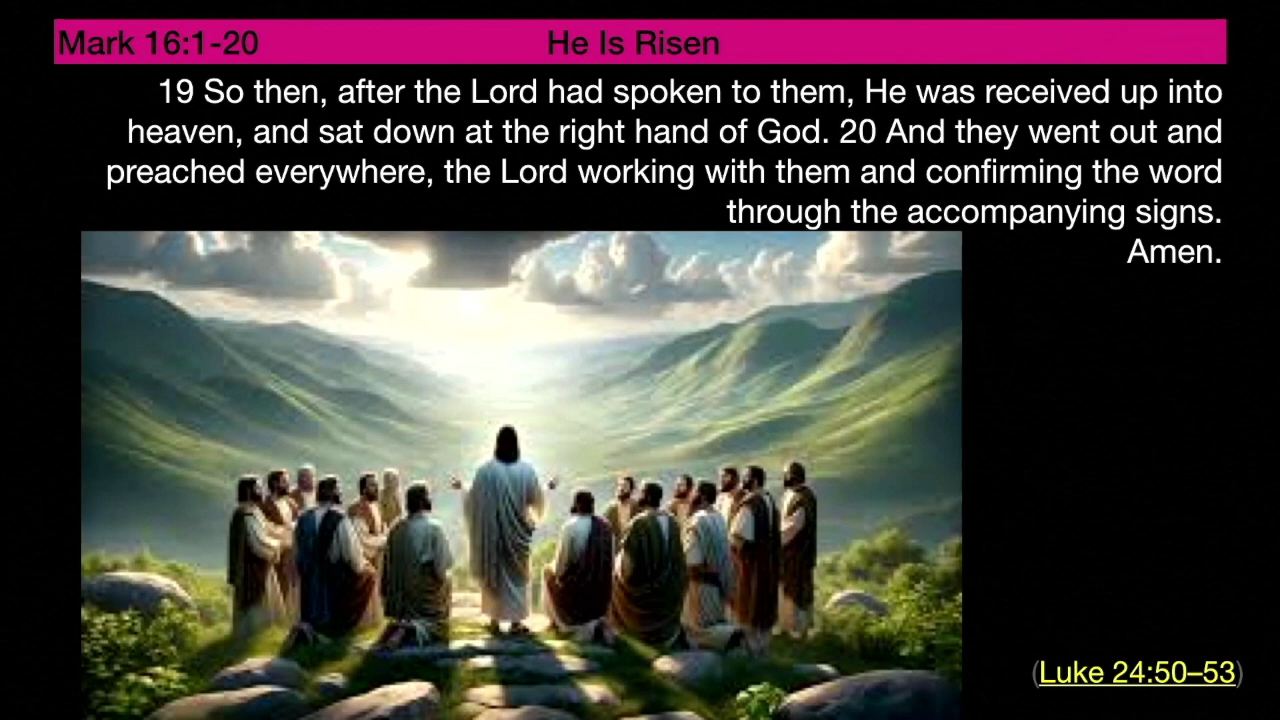 Mark 16:1-20 He Is Risen
19 So then, after the Lord had spoken to them, He was received up into
heaven, and sat down at the right hand of God. 20 And they went out and
preached everywhere, the Lord working with them and confirming the word
through the accompanying signs.
Amen.
(Luke 24:50–53)